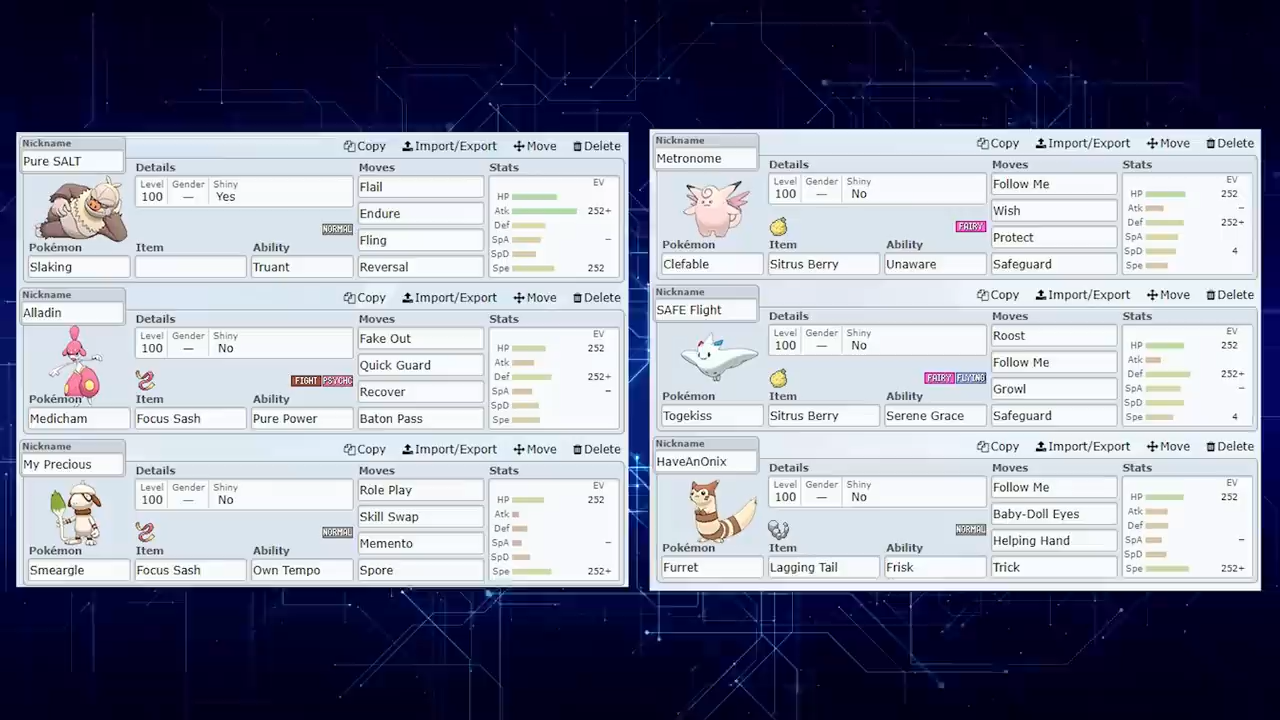 Nickname
Pure SALT
Copy Import/Export Move Delete
Details
Moves
Stats
Level Gender Shiny
100 — Yes
Flail
Endure
Fling
Reversal
EV
HP 252
Atk 252+
Def
SpA –
SpD
Spe 252
NORMAL
Pokémon Item Ability
Slaking Truant
Nickname
Alladin
Copy Import/Export Move Delete
Details
Moves
Stats
Level Gender Shiny
100 — No
Fake Out
Quick Guard
Recover
Baton Pass
EV
HP 252
Atk
Def 252+
SpA –
SpD
Spe
FIGHT PSYCHC
Pokémon Item Ability
Medicham Focus Sash Pure Power
Nickname
My Precious
Copy Import/Export Move Delete
Details
Moves
Stats
Level Gender Shiny
100 — No
Role Play
Skill Swap
Memento
Spore
EV
HP 252
Atk
Def
SpA –
SpD
Spe 252+
NORMAL
Pokémon Item Ability
Smeargle Focus Sash Own Tempo
Nickname
Metronome
Copy Import/Export Move Delete
Details
Moves
Stats
Level Gender Shiny
100 — No
Follow Me
Wish
Protect
Safeguard
EV
HP 252
Atk –
Def 252+
SpA
SpD 4
Spe
FAIRY
Pokémon Item Ability
Clefable Sitrus Berry Unaware
Nickname
SAFE Flight
Copy Import/Export Move Delete
Details
Moves
Stats
Level Gender Shiny
100 — No
Roost
Follow Me
Growl
Safeguard
EV
HP 252
Atk
Def 252+
SpA –
SpD
Spe 4
FAIRY FLYING
Pokémon Item Ability
Togekiss Sitrus Berry Serene Grace
Nickname
HaveAnOnix
Copy Import/Export Move Delete
Details
Moves
Stats
Level Gender Shiny
100 — No
Follow Me
Baby-Doll Eyes
Helping Hand
Trick
EV
HP 252
Atk
Def
SpA –
SpD
Spe 252+
NORMAL
Pokémon Item Ability
Furret Lagging Tail Frisk